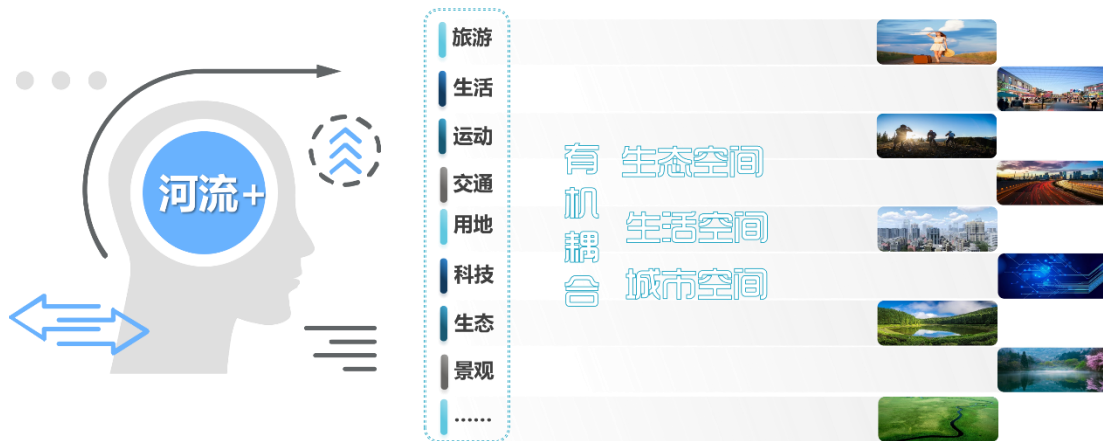 河流+
旅游
生活
运动
交通
用地
科技
生态
景观
......
有机耦合
生态空间
生活空间
城市空间